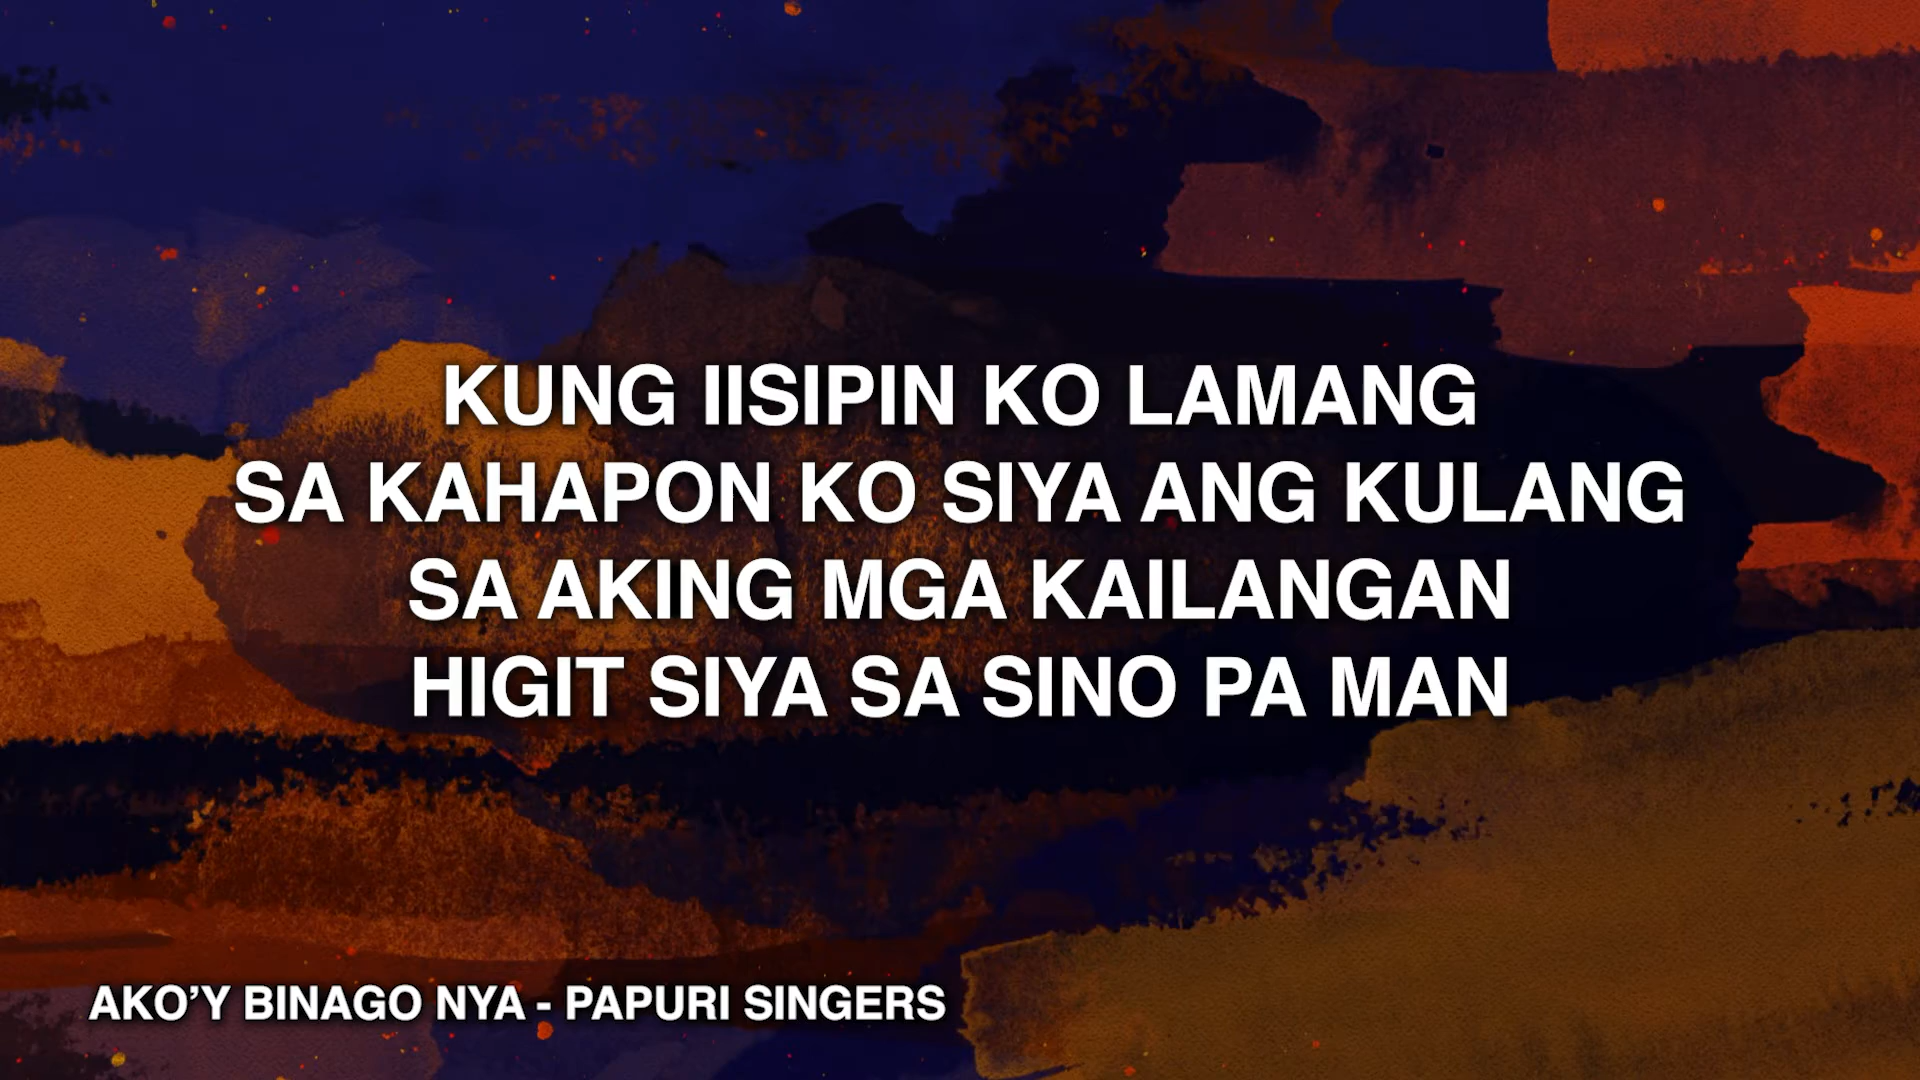 KUNG IISIPIN KO LAMANG
SA KAHAPON KO SIYA ANG KULANG
SA AKING MGA KAILANGAN
HIGIT SIYA SA SINO PA MAN
AKO’Y BINAGO NYA - PAPURI SINGERS